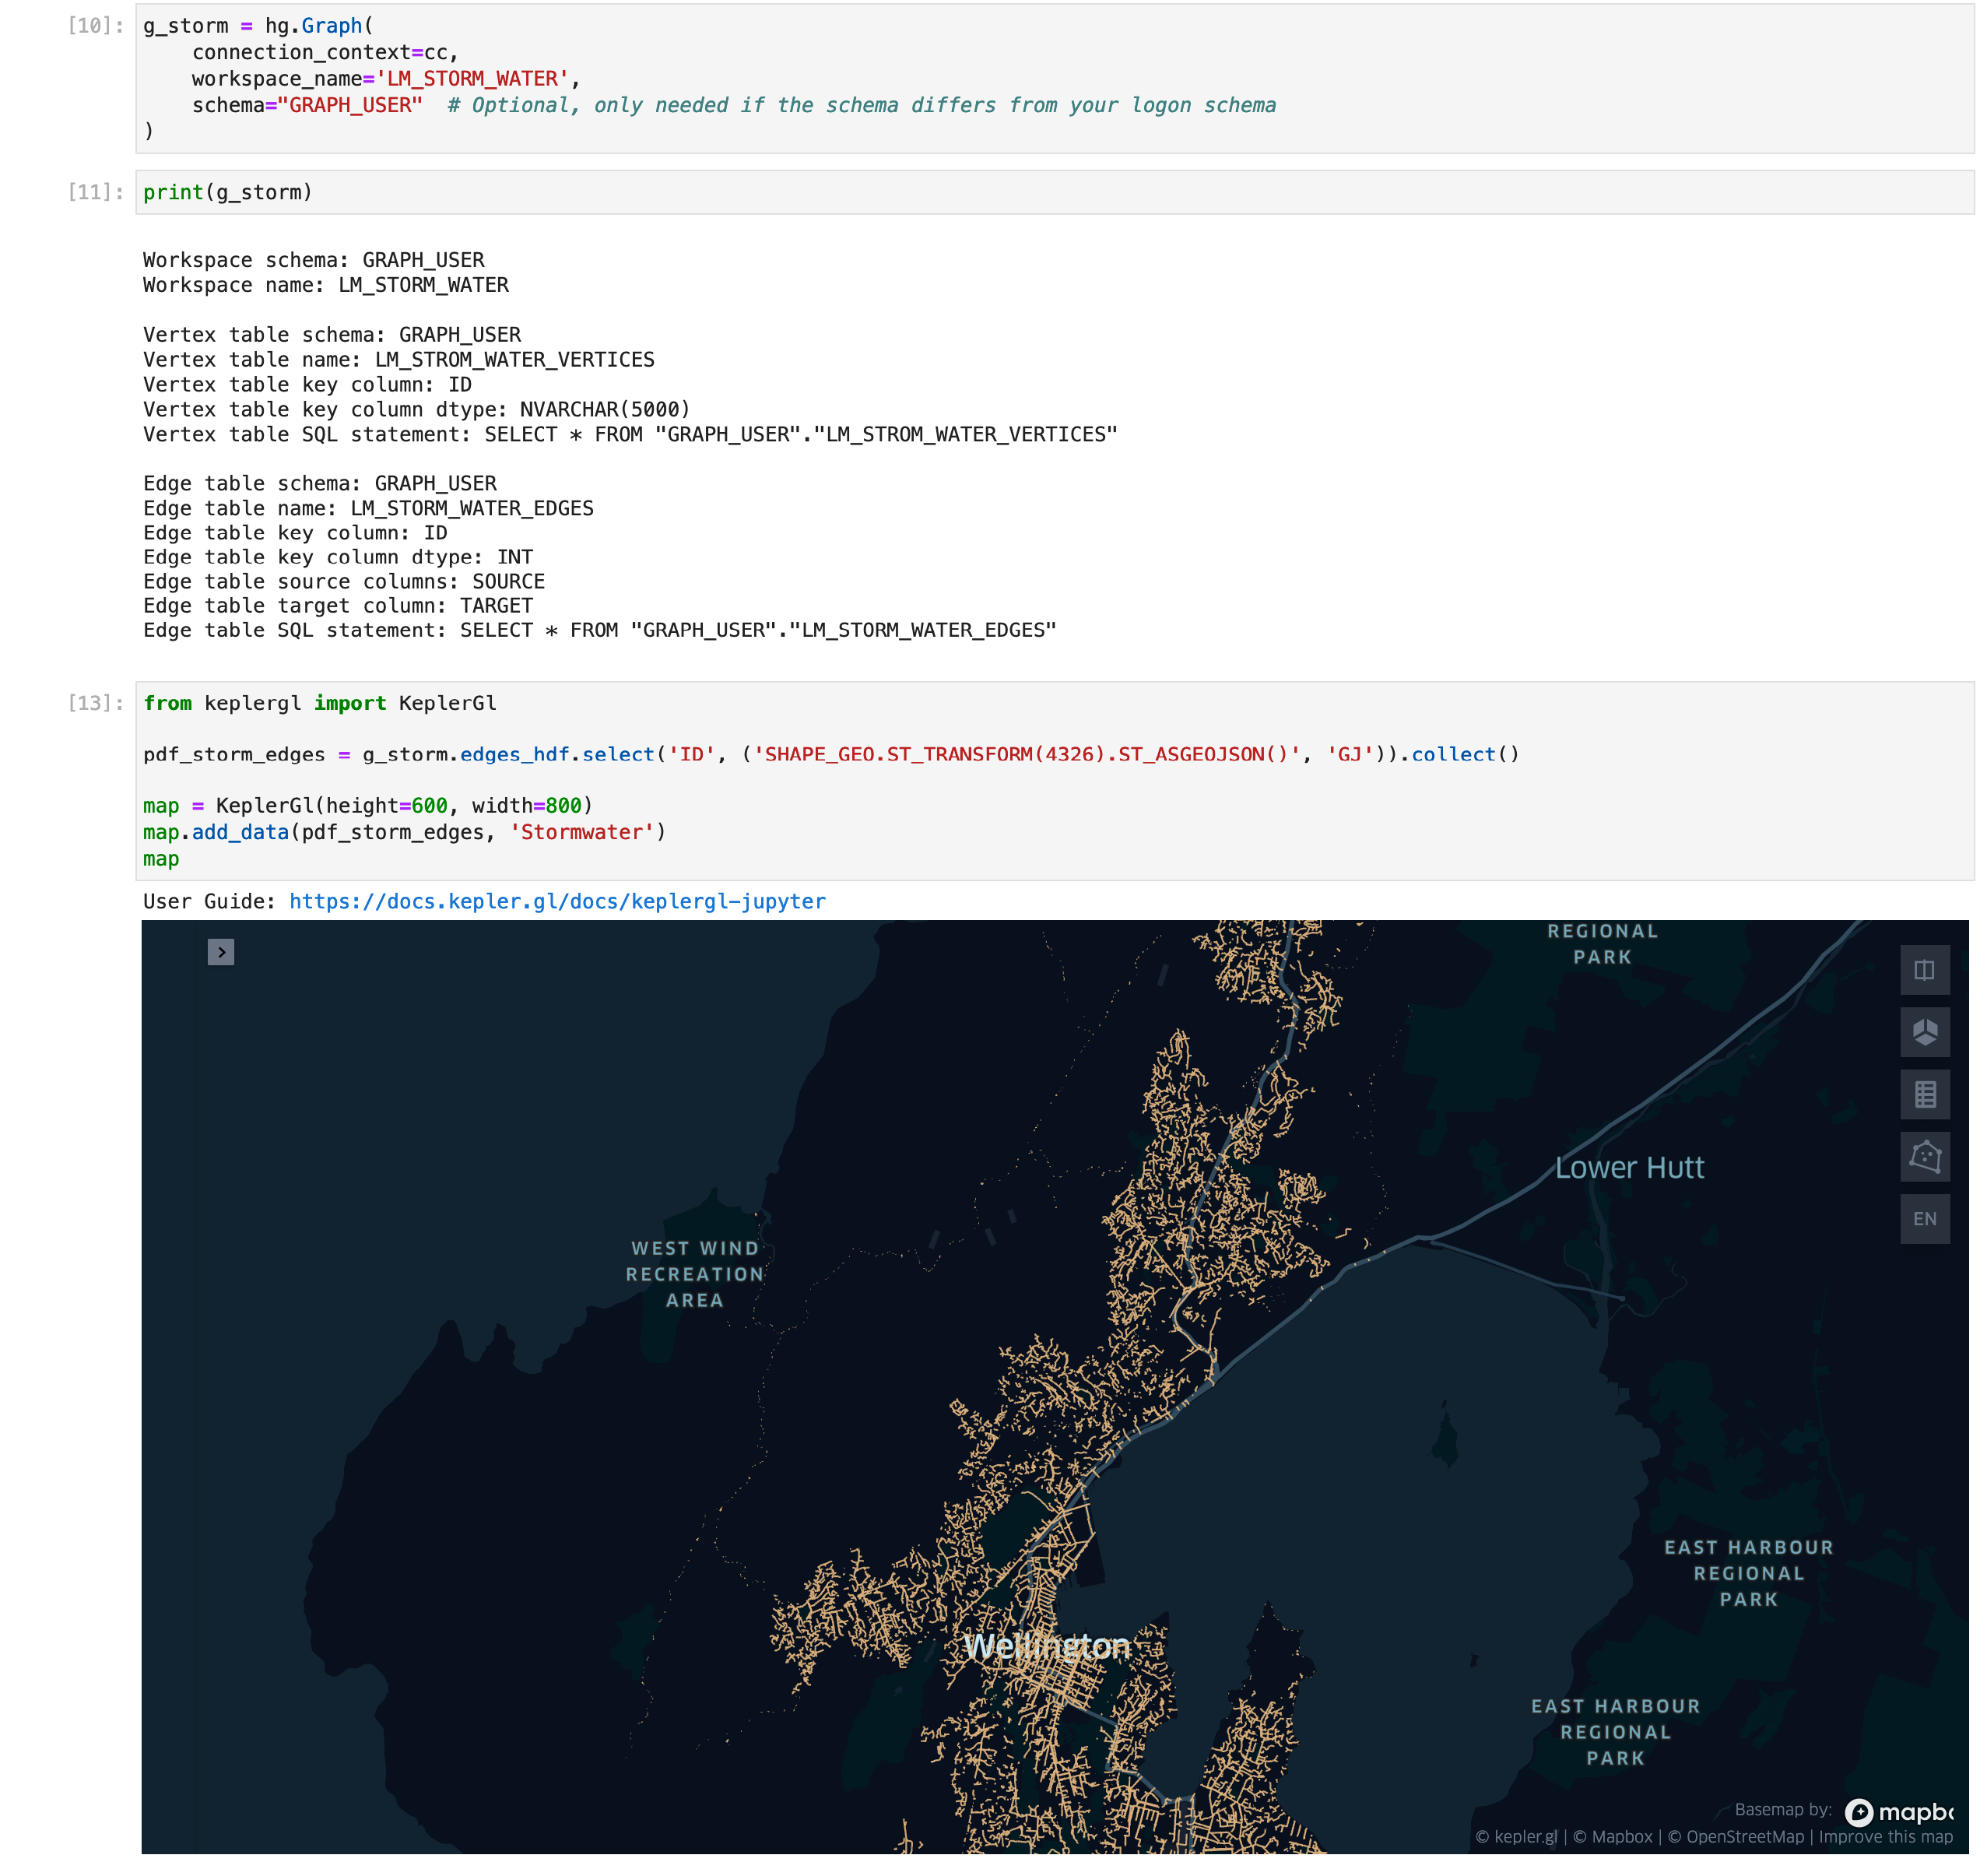 [10]: g_storm = hg.Graph(
    connection_context=cc,
    workspace_name='LM_STORM_WATER',
    schema="GRAPH_USER"  # Optional, only needed if the schema differs from your logon schema
)
[11]: print(g_storm)
Workspace schema: GRAPH_USER
Workspace name: LM_STORM_WATER
Vertex table schema: GRAPH_USER
Vertex table name: LM_STROM_WATER_VERTICES
Vertex table key column: ID
Vertex table key column dtype: NVARCHAR(5000)
Vertex table SQL statement: SELECT * FROM "GRAPH_USER"."LM_STROM_WATER_VERTICES"
Edge table schema: GRAPH_USER
Edge table name: LM_STORM_WATER_EDGES
Edge table key column: ID
Edge table key column dtype: INT
Edge table source columns: SOURCE
Edge table target column: TARGET
Edge table SQL statement: SELECT * FROM "GRAPH_USER"."LM_STORM_WATER_EDGES"
[13]: from keplergl import KeplerGl
pdf_storm_edges = g_storm.edges_hdf.select('ID', ('SHAPE_GEO.ST_TRANSFORM(4326).ST_ASGEOJSON()', 'GJ')).collect()
map = KeplerGl(height=600, width=800)
map.add_data(pdf_storm_edges, 'Stormwater')
map
User Guide: https://docs.kepler.gl/docs/keplergl-jupyter
REGIONAL
PARK
Lower Hutt
EN
WEST WIND
RECREATION
AREA
EAST HARBOUR
REGIONAL
PARK
Wellington
EAST HARBOUR
REGIONAL
PARK
Basemap by: mapbo
© kepler.gl | © Mapbox | © OpenStreetMap | Improve this map